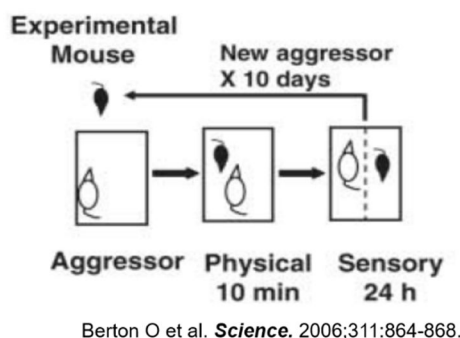 Experimental
Mouse
New aggressor
X 10 days
Aggressor
Physical
10 min
Sensory
24 h
Berton O et al. Science. 2006;311:864-868.